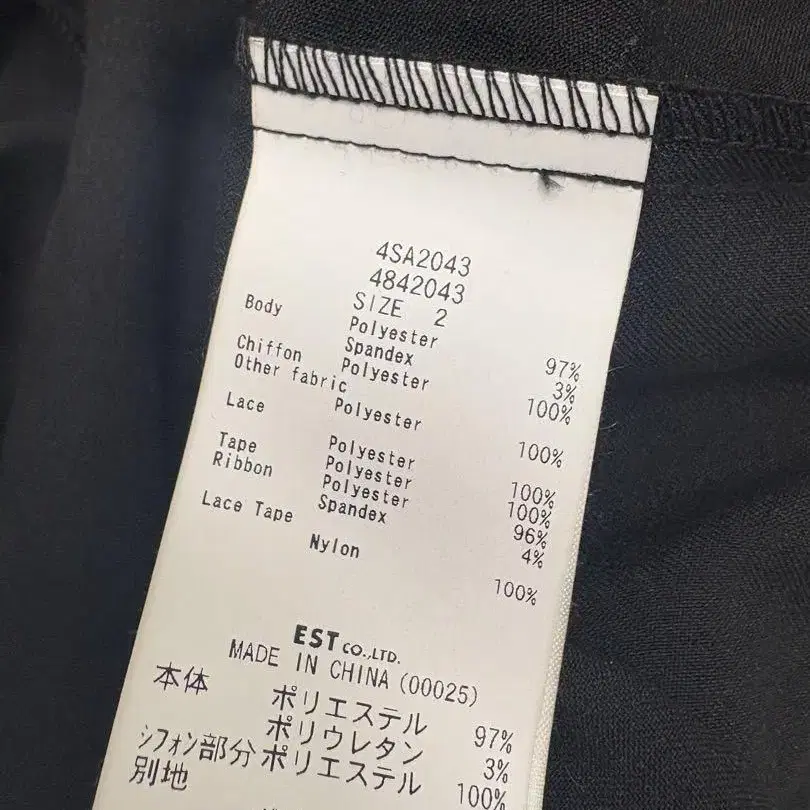 4SA2043
4842043
SIZE 2
Body Polyester 97%
Spandex 3%
Chiffon Polyester 100%
Other fabric
Polyester 100%
Lace
Polyester 100%
Tape Polyester 100%
Ribbon Polyester 96%
Spandex 4%
Lace Tape
Nylon 100%
EST CO.,LTD.
MADE IN CHINA (00025)
本体 ポリエステル 97%
ポリウレタン 3%
シフォン部分 ポリエステル 100%
別地